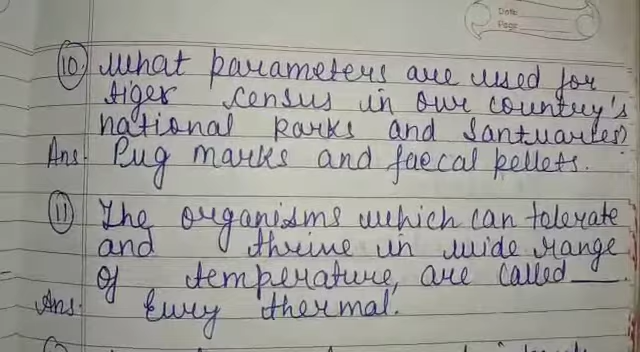 Date
Page
10. What parameters are used for
tiger census in our country's
national parks and Santuaries?
Ans. Pug marks and faecal pellets.
11 The organisms which can tolerate
and thrive in wide range
of temperature, are called ___.
Ans. Eury thermal.